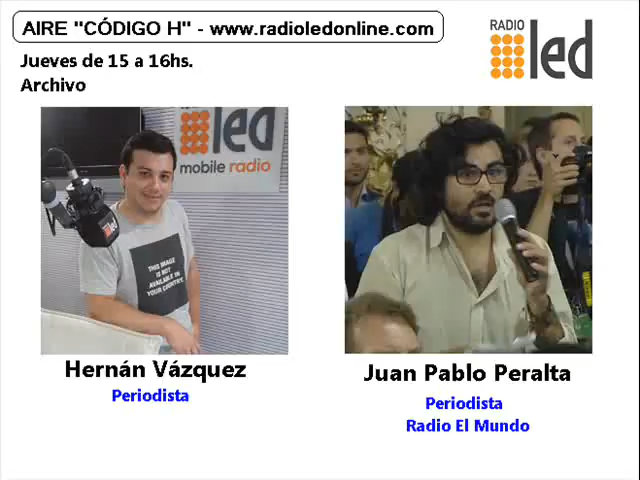 AIRE "CÓDIGO H" - www.radioledonline.com
Jueves de 15 a 16hs.
Archivo
RADIO
led
led
mobile radio
led
THIS IMAGE
IS NOT
AVAILABLE IN
YOUR COUNTRY.
Hernán Vázquez
Periodista
Juan Pablo Peralta
Periodista
Radio El Mundo